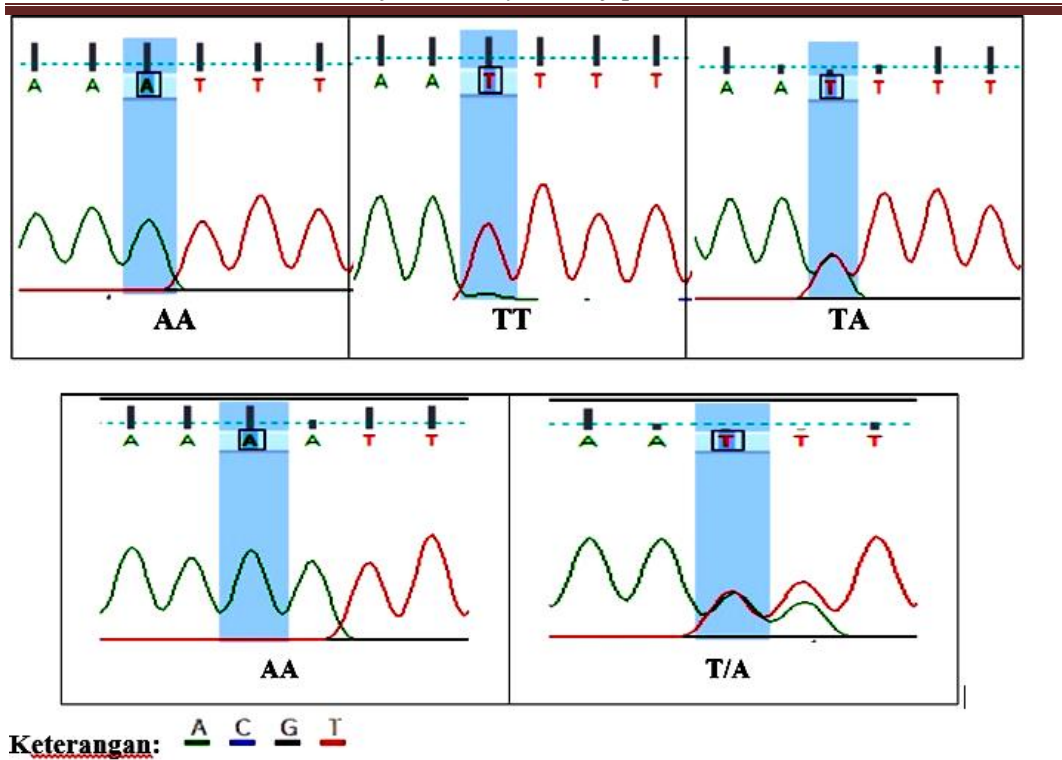 A A A T T T
A A T T T T
A A T T T T
AA
TT
TA
A A A A T T
A A T T T
AA
T/A
Keterangan: A C G T